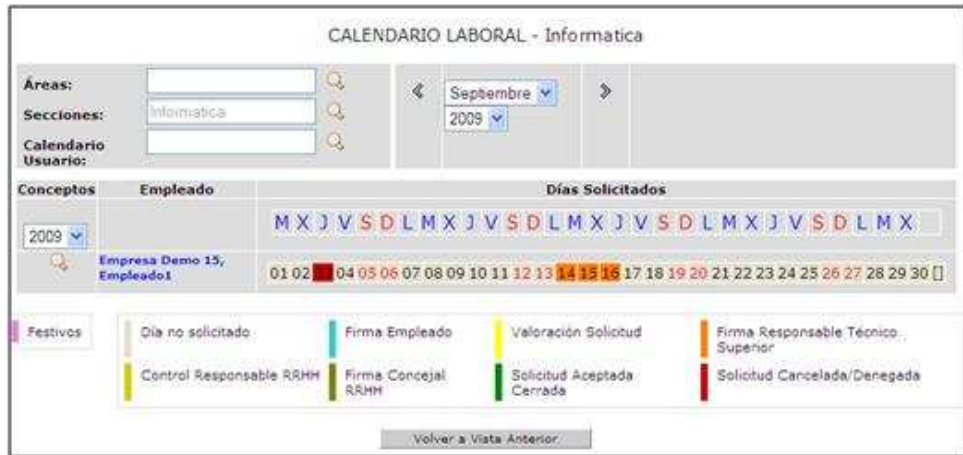 CALENDARIO LABORAL - Informatica
Áreas:
Septiembre
Secciones:
Informatica
2009
Calendario
Usuario:
Conceptos Empleado Días Solicitados
M X J V S D L M X J V S D L M X J V S D L M X J V S D L M X
2009
Empresa Demo 15,
Empleado1
01 02 03 04 05 06 07 08 09 10 11 12 13 14 15 16 17 18 19 20 21 22 23 24 25 26 27 28 29 30 []
Festivos
Día no solicitado
Firma Empleado
Valoración Solicitud
Firma Responsable Técnico
Superior
Control Responsable RRHH
Firma Concejal
RRHH
Solicitud Aceptada
Cerrada
Solicitud Cancelada/Denegada
Volver a Vista Anterior